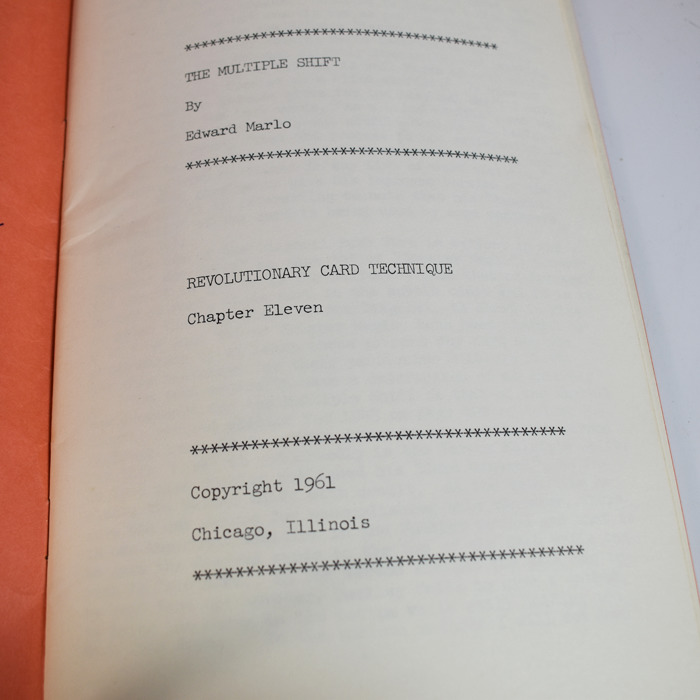 ************************************
THE MULTIPLE SHIFT
By
Edward Marlo
************************************
REVOLUTIONARY CARD TECHNIQUE
Chapter Eleven
************************************
Copyright 1961
Chicago, Illinois
************************************